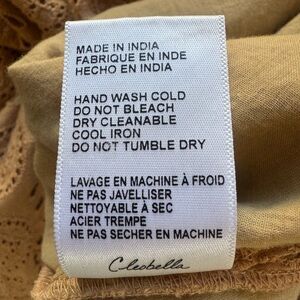 MADE IN INDIA
FABRIQUE EN INDE
HECHO EN INDIA
HAND WASH COLD
DO NOT BLEACH
DRY CLEANABLE
COOL IRON
DO NOT TUMBLE DRY
LAVAGE EN MACHINE À FROID
NE PAS JAVELLISER
NETTOYABLE À SEC
ACIER TREMPE
NE PAS SECHER EN MACHINE
Cleobella